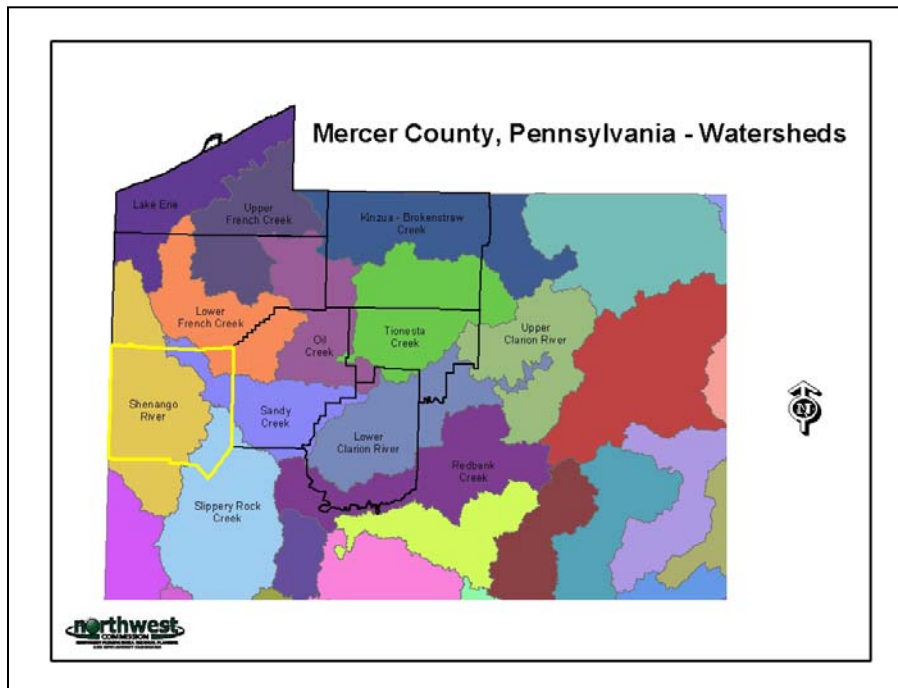 Mercer County, Pennsylvania - Watersheds
Lake Erie
Upper
French Creek
Kinzua - Brokenstraw
Creek
Lower
French Creek
Oil
Creek
Tionesta
Creek
Upper
Clarion River
Shenango
River
Sandy
Creek
Lower
Clarion River
Redbank
Creek
Slippery Rock
Creek
N
northwest
COMMISSION